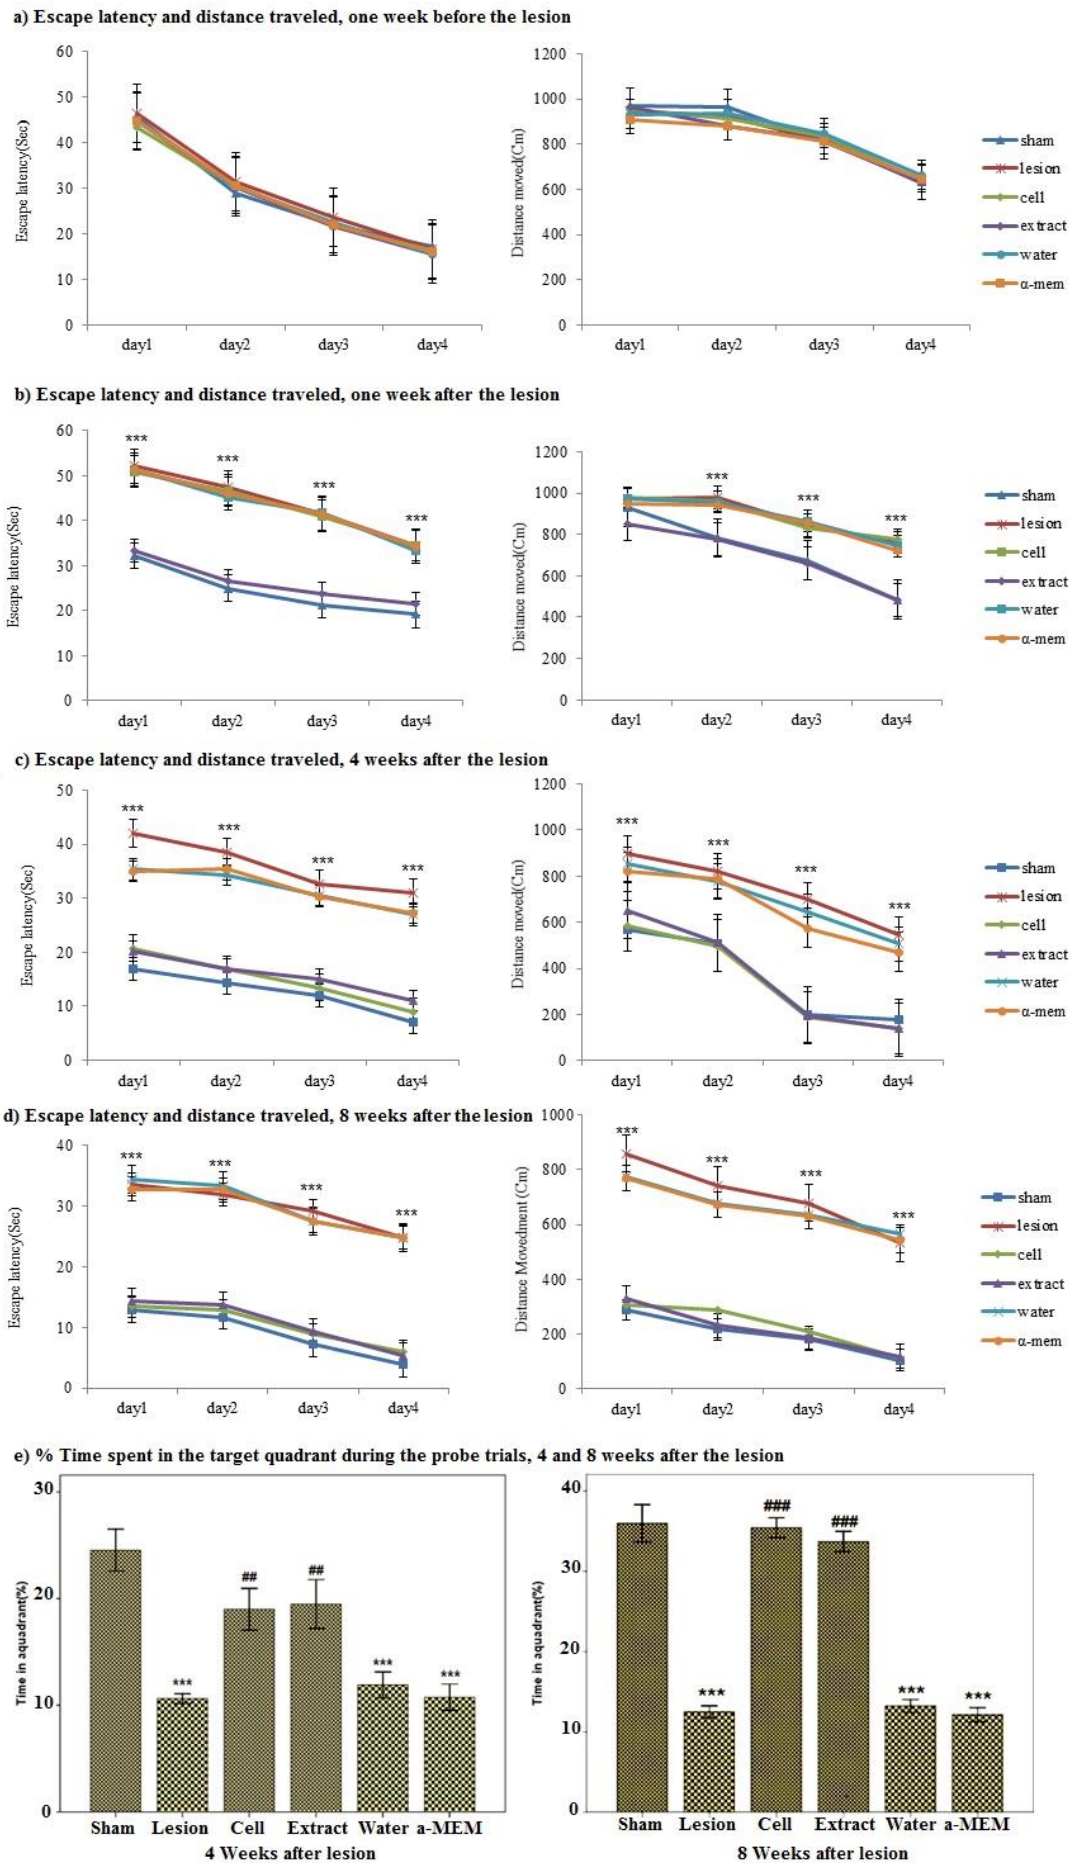 a) Escape latency and distance traveled, one week before the lesion
Escape latency(Sec)
60
50
40
30
20
10
0
day1 day2 day3 day4
Distance moved(Cm)
1200
1000
800
600
400
200
0
day1 day2 day3 day4
sham
lesion
cell
extract
water
α-mem
b) Escape latency and distance traveled, one week after the lesion
Escape latency(Sec)
60
50
40
30
20
10
0
*** *** *** ***
day1 day2 day3 day4
Distance moved(Cm)
1200
1000
800
600
400
200
0
*** *** ***
day1 day2 day3 day4
sham
lesion
cell
extract
water
α-mem
c) Escape latency and distance traveled, 4 weeks after the lesion
Escape latency(Sec)
50
40
30
20
10
0
*** *** *** ***
day1 day2 day3 day4
Distance moved(Cm)
1200
1000
800
600
400
200
0
*** *** *** ***
day1 day2 day3 day4
sham
lesion
cell
extract
water
α-mem
d) Escape latency and distance traveled, 8 weeks after the lesion
Escape latency(Sec)
40
30
20
10
0
*** *** *** ***
day1 day2 day3 day4
Distance Movedment (Cm)
1000
800
600
400
200
0
*** *** *** ***
day1 day2 day3 day4
sham
lesion
cell
extract
water
α-mem
e) % Time spent in the target quadrant during the probe trials, 4 and 8 weeks after the lesion
Time in aquadrant(%)
30
20
10
0
*** ## ## *** ***
Sham Lesion Cell Extract Water a-MEM
4 Weeks after lesion
Time in aquadrant(%)
40
30
20
10
0
*** ### ### *** ***
Sham Lesion Cell Extract Water a-MEM
8 Weeks after lesion